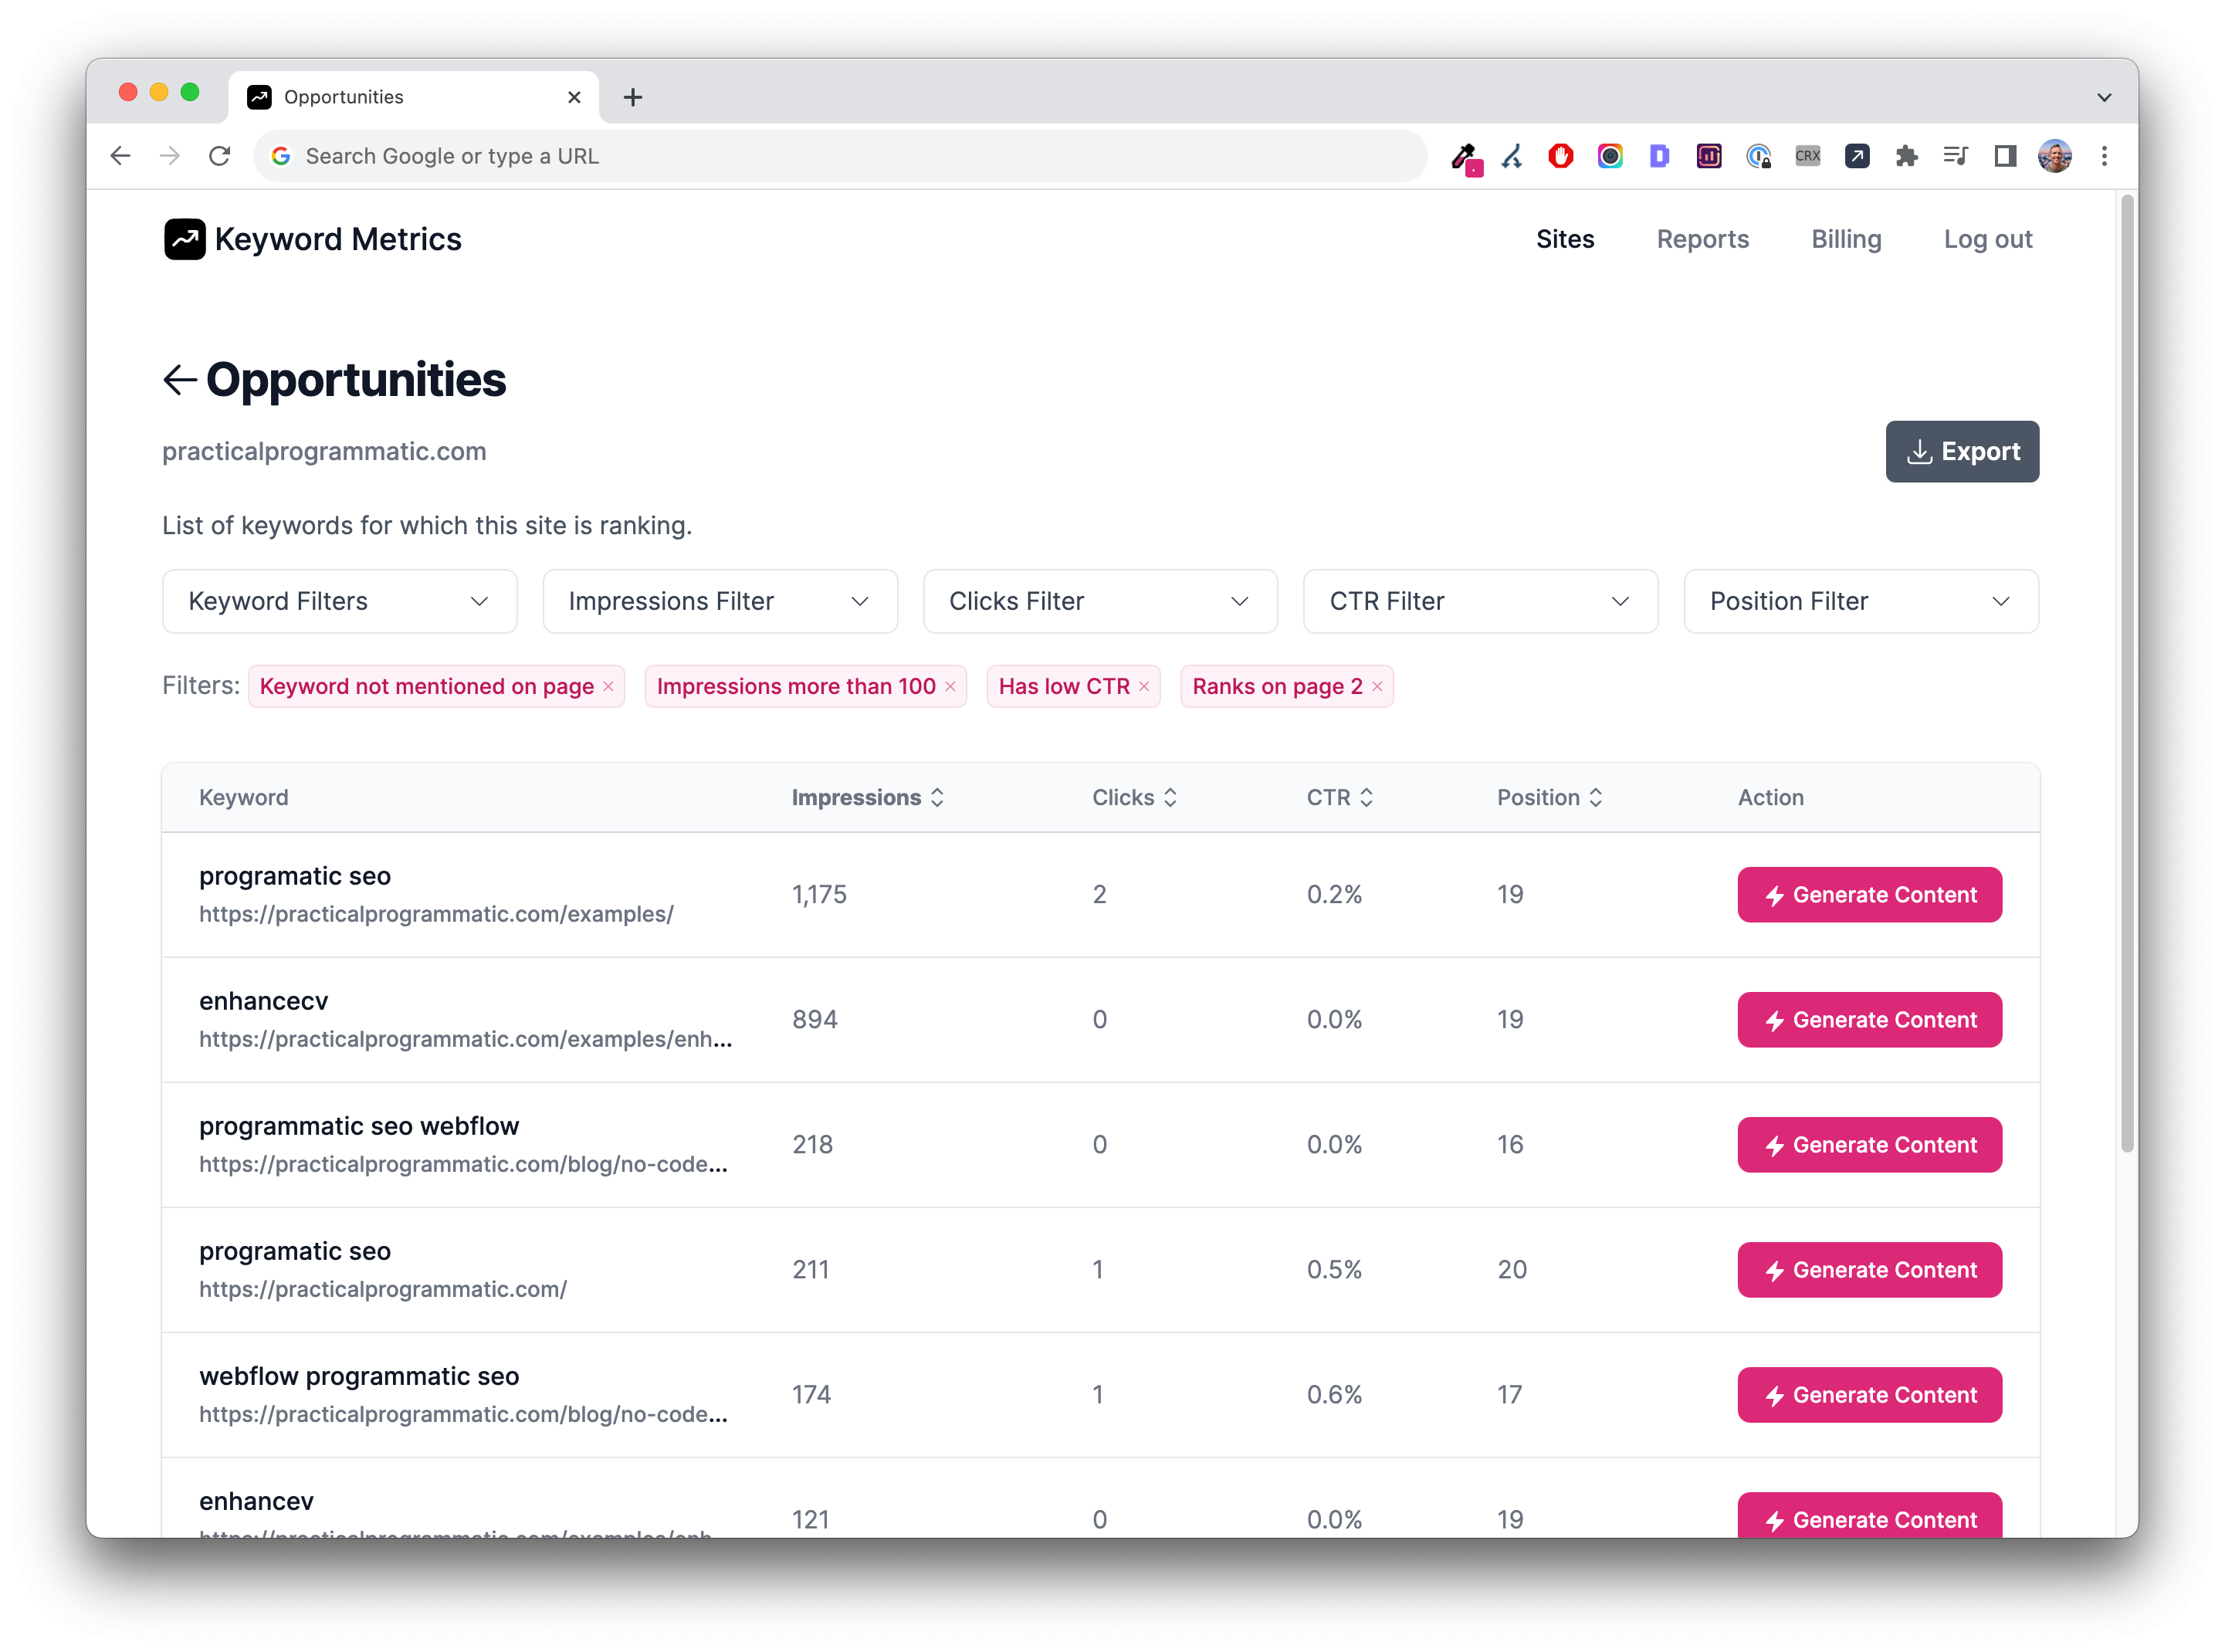 Opportunities
Search Google or type a URL
CRX
Keyword Metrics
Sites
Reports
Billing
Log out
Opportunities
practicalprogrammatic.com
Export
List of keywords for which this site is ranking.
Keyword Filters
Impressions Filter
Clicks Filter
CTR Filter
Position Filter
Filters: Keyword not mentioned on page × Impressions more than 100 × Has low CTR × Ranks on page 2 ×
Keyword Impressions Clicks CTR Position Action
programatic seo
https://practicalprogrammatic.com/examples/
1,175 2 0.2% 19 Generate Content
enhancecv
https://practicalprogrammatic.com/examples/enh...
894 0 0.0% 19 Generate Content
programmatic seo webflow
https://practicalprogrammatic.com/blog/no-code...
218 0 0.0% 16 Generate Content
programatic seo
https://practicalprogrammatic.com/
211 1 0.5% 20 Generate Content
webflow programmatic seo
https://practicalprogrammatic.com/blog/no-code...
174 1 0.6% 17 Generate Content
enhancev
https://practicalprogrammatic.com/examples/enh
121 0 0.0% 19 Generate Content